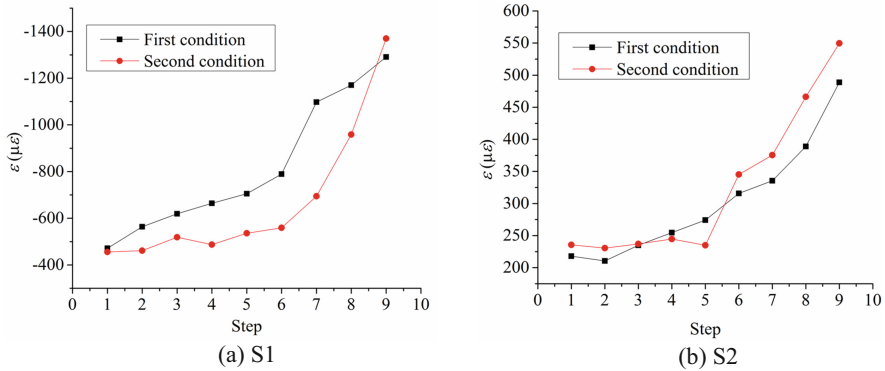 -1400
-1200
-1000
-800
-600
-400
ε (με)
First condition
Second condition
0 1 2 3 4 5 6 7 8 9 10
Step
(a) S1
600
550
500
450
400
350
300
250
200
ε (με)
First condition
Second condition
0 1 2 3 4 5 6 7 8 9 10
Step
(b) S2